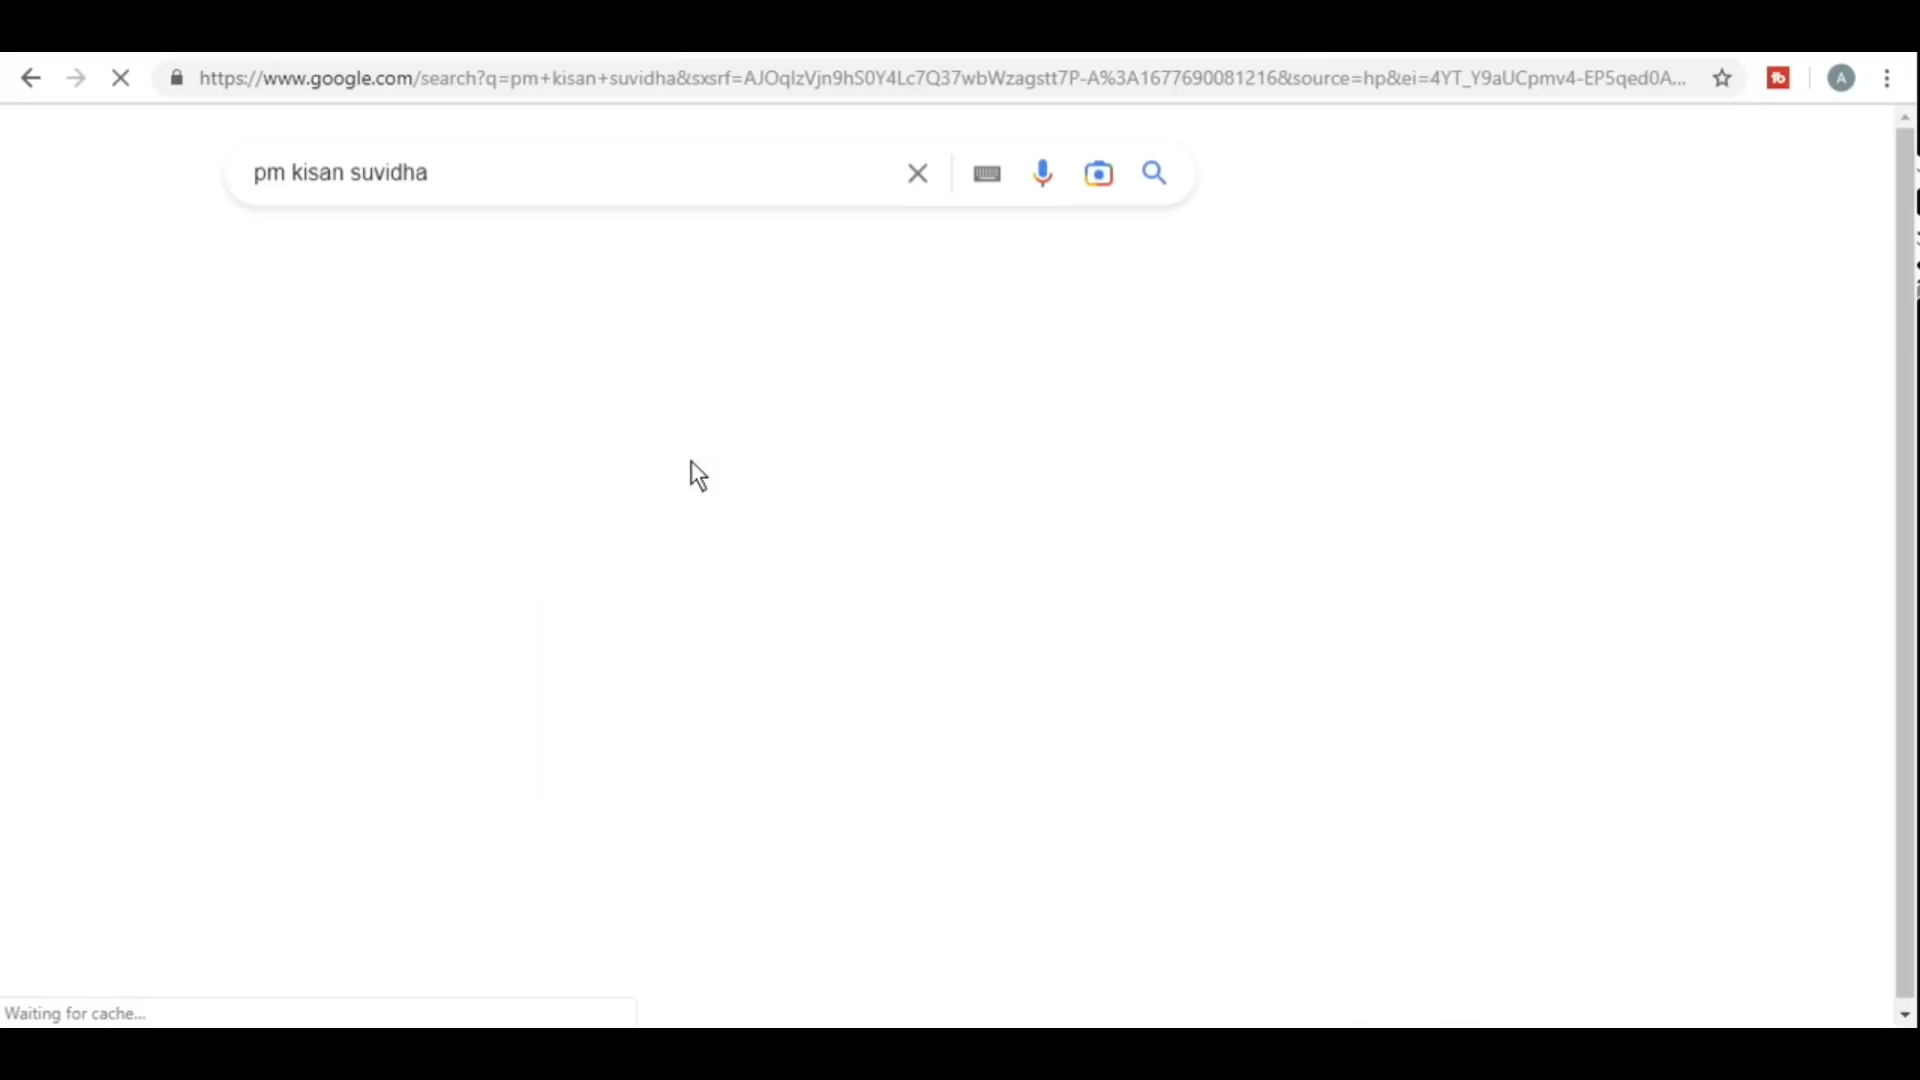 https://www.google.com/search?q=pm+kisan+suvidha&sxsrf=AJOqlzVjn9hS0Y4Lc7Q37wbWzagstt7P-A%3A1677690081216&source=hp&ei=4YT_Y9aUCpmv4-EP5qed0A...
A
pm kisan suvidha
Waiting for cache...